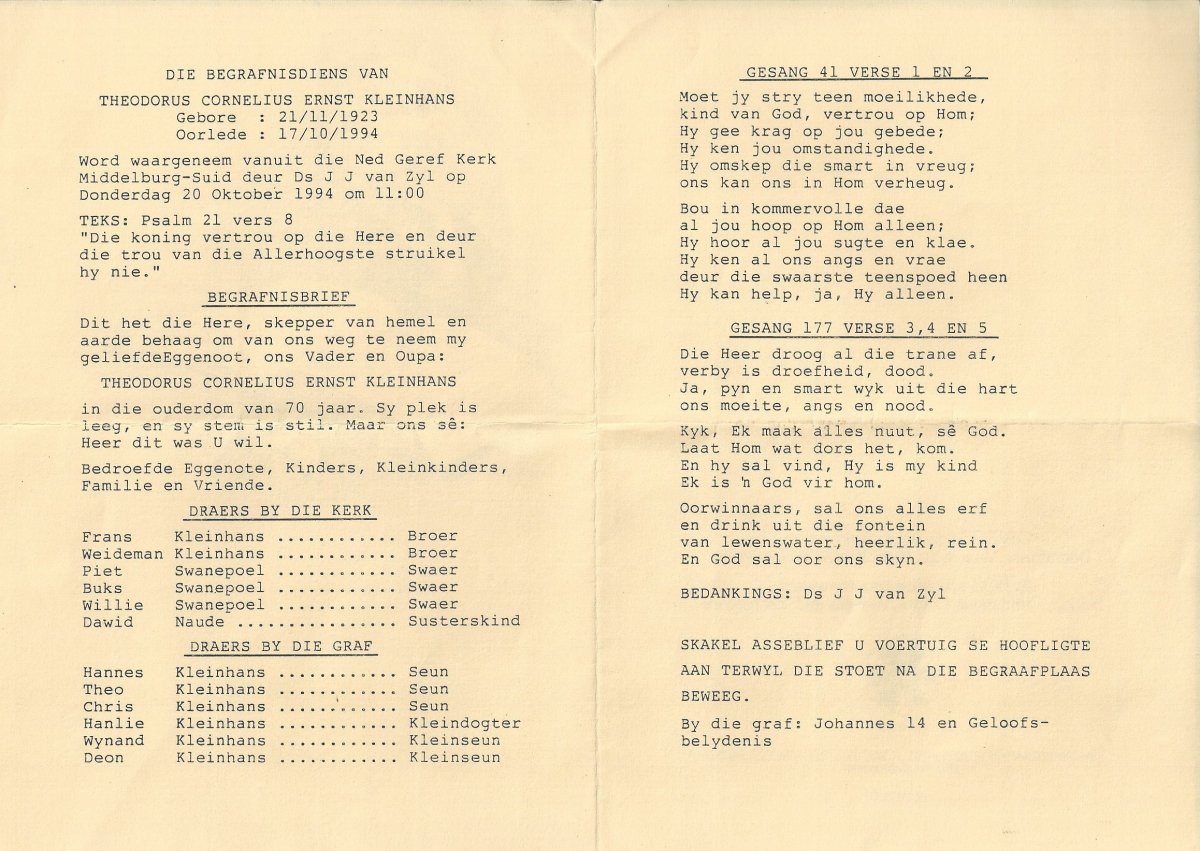 DIE BEGRAFNISDIENS VAN
THEODORUS CORNELIUS ERNST KLEINHANS
Gebore : 21/11/1923
Oorlede : 17/10/1994
Word waargeneem vanuit die Ned Geref Kerk
Middelburg-Suid deur Ds J J van Zyl op
Donderdag 20 Oktober 1994 om 11:00
TEKS: Psalm 21 vers 8
"Die koning vertrou op die Here en deur
die trou van die Allerhoogste struikel
hy nie."
BEGRAFNISBRIEF
Dit het die Here, skepper van hemel en
aarde behaag om van ons weg te neem my
geliefdeEggenoot, ons Vader en Oupa:
THEODORUS CORNELIUS ERNST KLEINHANS
in die ouderdom van 70 jaar. Sy plek is
leeg, en sy stem is stil. Maar ons sê:
Heer dit was U wil.
Bedroefde Eggenote, Kinders, Kleinkinders,
Familie en Vriende.
DRAERS BY DIE KERK
Frans Kleinhans ............ Broer
Weideman Kleinhans ............ Broer
Piet Swanepoel ............ Swaer
Buks Swanepoel ............ Swaer
Willie Swanepoel ............ Swaer
Dawid Naude ................ Susterskind
DRAERS BY DIE GRAF
Hannes Kleinhans ............ Seun
Theo Kleinhans ............ Seun
Chris Kleinhans ............ Seun
Hanlie Kleinhans ............ Kleindogter
Wynand Kleinhans ............ Kleinseun
Deon Kleinhans ............ Kleinseun
GESANG 41 VERSE 1 EN 2
Moet jy stry teen moeilikhede,
kind van God, vertrou op Hom;
Hy gee krag op jou gebede;
Hy ken jou omstandighede.
Hy omskep die smart in vreug;
ons kan ons in Hom verheug.
Bou in kommervolle dae
al jou hoop op Hom alleen;
Hy hoor al jou sugte en klae.
Hy ken al ons angs en vrae
deur die swaarste teenspoed heen
Hy kan help, ja, Hy alleen.
GESANG 177 VERSE 3,4 EN 5
Die Heer droog al die trane af,
verby is droefheid, dood.
Ja, pyn en smart wyk uit die hart
ons moeite, angs en nood.
Kyk, Ek maak alles nuut, sê God.
Laat Hom wat dors het, kom.
En hy sal vind, Hy is my kind
Ek is 'n God vir hom.
Oorwinnaars, sal ons alles erf
en drink uit die fontein
van lewenswater, heerlik, rein.
En God sal oor ons skyn.
BEDANKINGS: Ds J J van Zyl
SKAKEL ASSEBLIEF U VOERTUIG SE HOOFLIGTE
AAN TERWYL DIE STOET NA DIE BEGRAAFPLAAS
BEWEEG.
By die graf: Johannes 14 en Geloofs-
belydenis